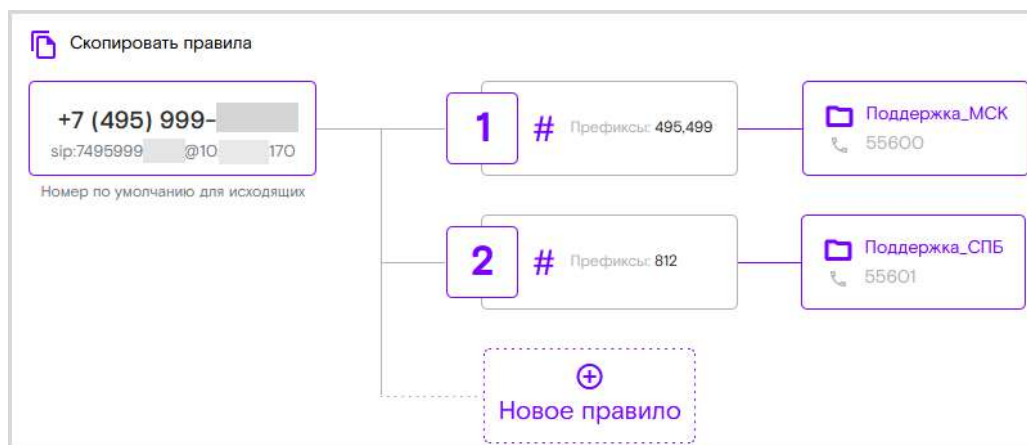 Скопировать правила
+7 (495) 999-
sip:7495999 @10 170
Номер по умолчанию для исходящих
1
# Префиксы: 495,499
Поддержка_МСК
55600
2
# Префиксы: 812
Поддержка_СПБ
55601
Новое правило